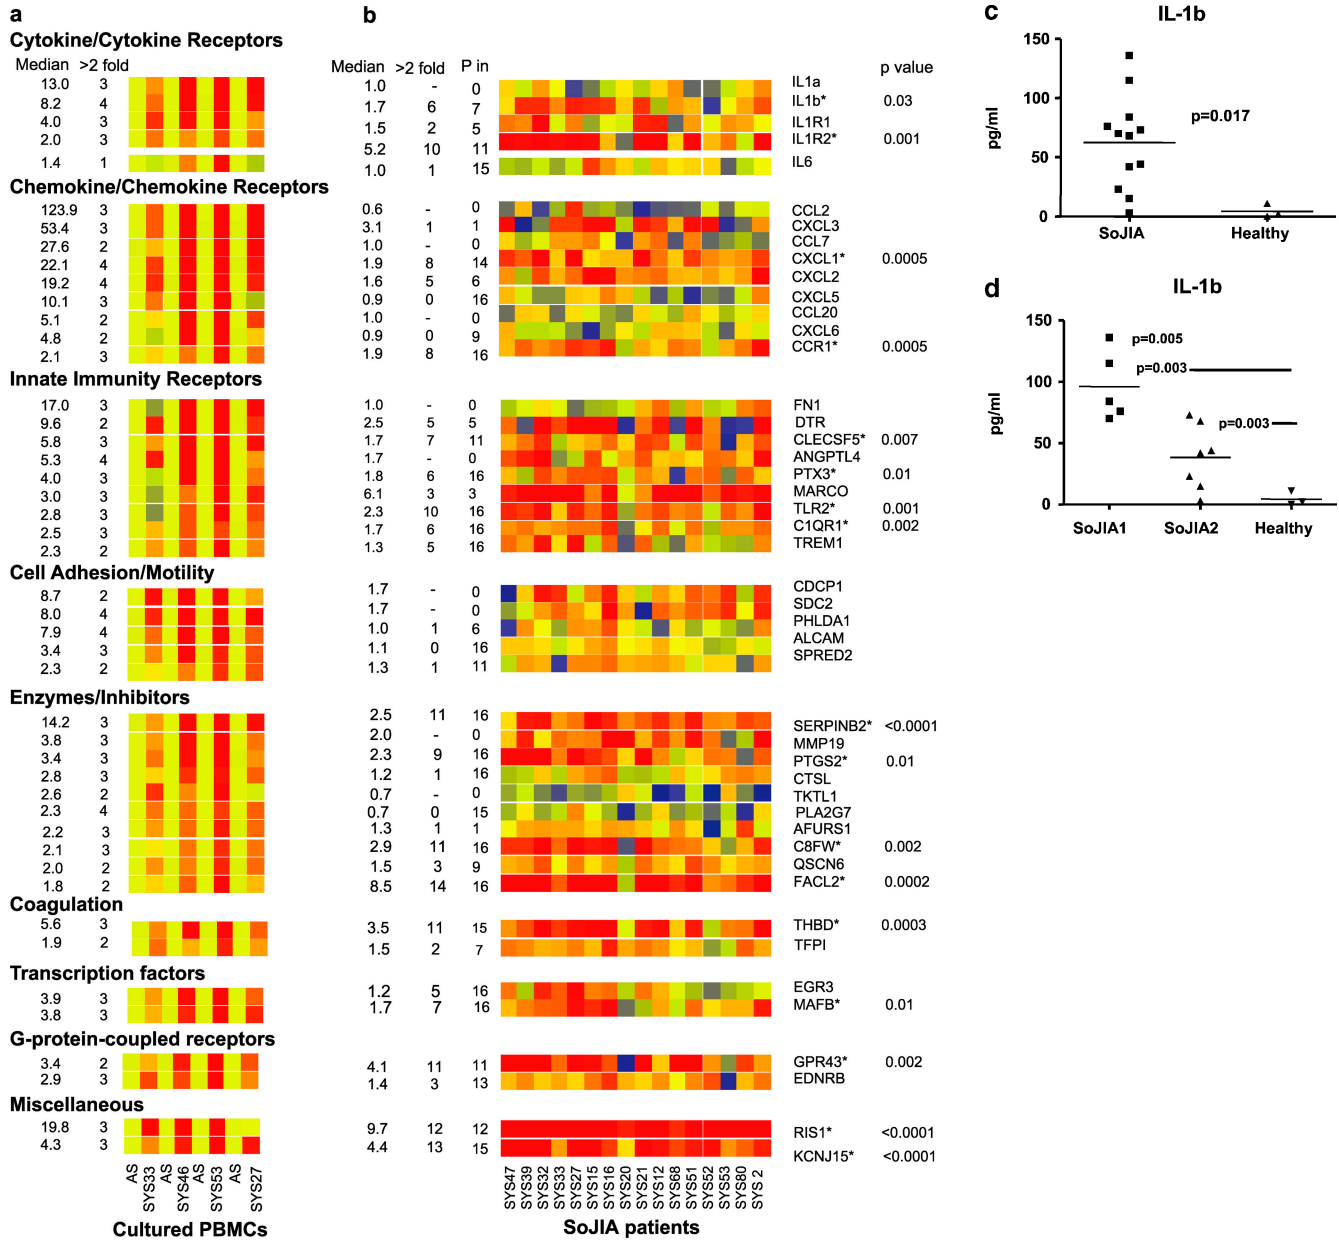 a
Cytokine/Cytokine Receptors
Median >2 fold
13.0 3
8.2 4
4.0 3
2.0 3
1.4 1
Chemokine/Chemokine Receptors
123.9 3
53.4 3
27.6 2
22.1 4
19.2 4
10.1 3
5.1 2
4.8 2
2.1 3
Innate Immunity Receptors
17.0 3
9.6 2
5.8 3
5.3 4
4.0 3
3.0 3
2.8 3
2.5 3
2.3 2
Cell Adhesion/Motility
8.7 2
8.0 4
7.9 4
3.4 3
2.3 2
Enzymes/Inhibitors
14.2 3
3.8 3
3.4 3
2.8 3
2.6 2
2.3 4
2.2 3
2.1 3
2.0 2
1.8 2
Coagulation
5.6 3
1.9 2
Transcription factors
3.9 3
3.8 3
G-protein-coupled receptors
3.4 2
2.9 3
Miscellaneous
19.8 3
4.3 3
AS SYS33 AS SYS46 AS SYS53 AS SYS27
Cultured PBMCs
b
Median >2 fold P in p value
1.0 - 0 IL1a
1.7 6 7 IL1b* 0.03
1.5 2 5 IL1R1
5.2 10 11 IL1R2* 0.001
1.0 1 15 IL6
0.6 - 0 CCL2
3.1 1 1 CXCL3
1.0 - 0 CCL7
1.9 8 14 CXCL1* 0.0005
1.6 5 6 CXCL2
0.9 0 16 CXCL5
1.0 - 0 CCL20
0.9 0 9 CXCL6
1.9 8 16 CCR1* 0.0005
1.0 - 0 FN1
2.5 5 5 DTR
1.7 7 11 CLECSF5* 0.007
1.7 - 0 ANGPTL4
1.8 6 16 PTX3* 0.01
6.1 3 3 MARCO
2.3 10 16 TLR2* 0.001
1.7 6 16 C1QR1* 0.002
1.3 5 16 TREM1
1.7 - 0 CDCP1
1.7 - 0 SDC2
1.0 1 6 PHLDA1
1.1 0 16 ALCAM
1.3 1 11 SPRED2
2.5 11 16 SERPINB2* <0.0001
2.0 - 0 MMP19
2.3 9 16 PTGS2* 0.01
1.2 1 16 CTSL
0.7 - 0 TKTL1
0.7 0 15 PLA2G7
1.3 1 1 AFURS1
2.9 11 16 C8FW* 0.002
1.5 3 9 QSCN6
8.5 14 16 FACL2* 0.0002
3.5 11 15 THBD* 0.0003
1.5 2 7 TFPI
1.2 5 16 EGR3
1.7 7 16 MAFB* 0.01
4.1 11 11 GPR43* 0.002
1.4 3 13 EDNRB
9.7 12 12 RIS1* <0.0001
4.4 13 15 KCNJ15* <0.0001
SYS47 SYS39 SYS32 SYS33 SYS27 SYS15 SYS16 SYS20 SYS21 SYS12 SYS68 SYS51 SYS52 SYS53 SYS80 SYS 2
SoJIA patients
c
IL-1b
150
100
50
0
pg/ml
p=0.017
SoJIA Healthy
d
IL-1b
150
100
50
0
pg/ml
p=0.005
p=0.003
p=0.003
SoJIA1 SoJIA2 Healthy